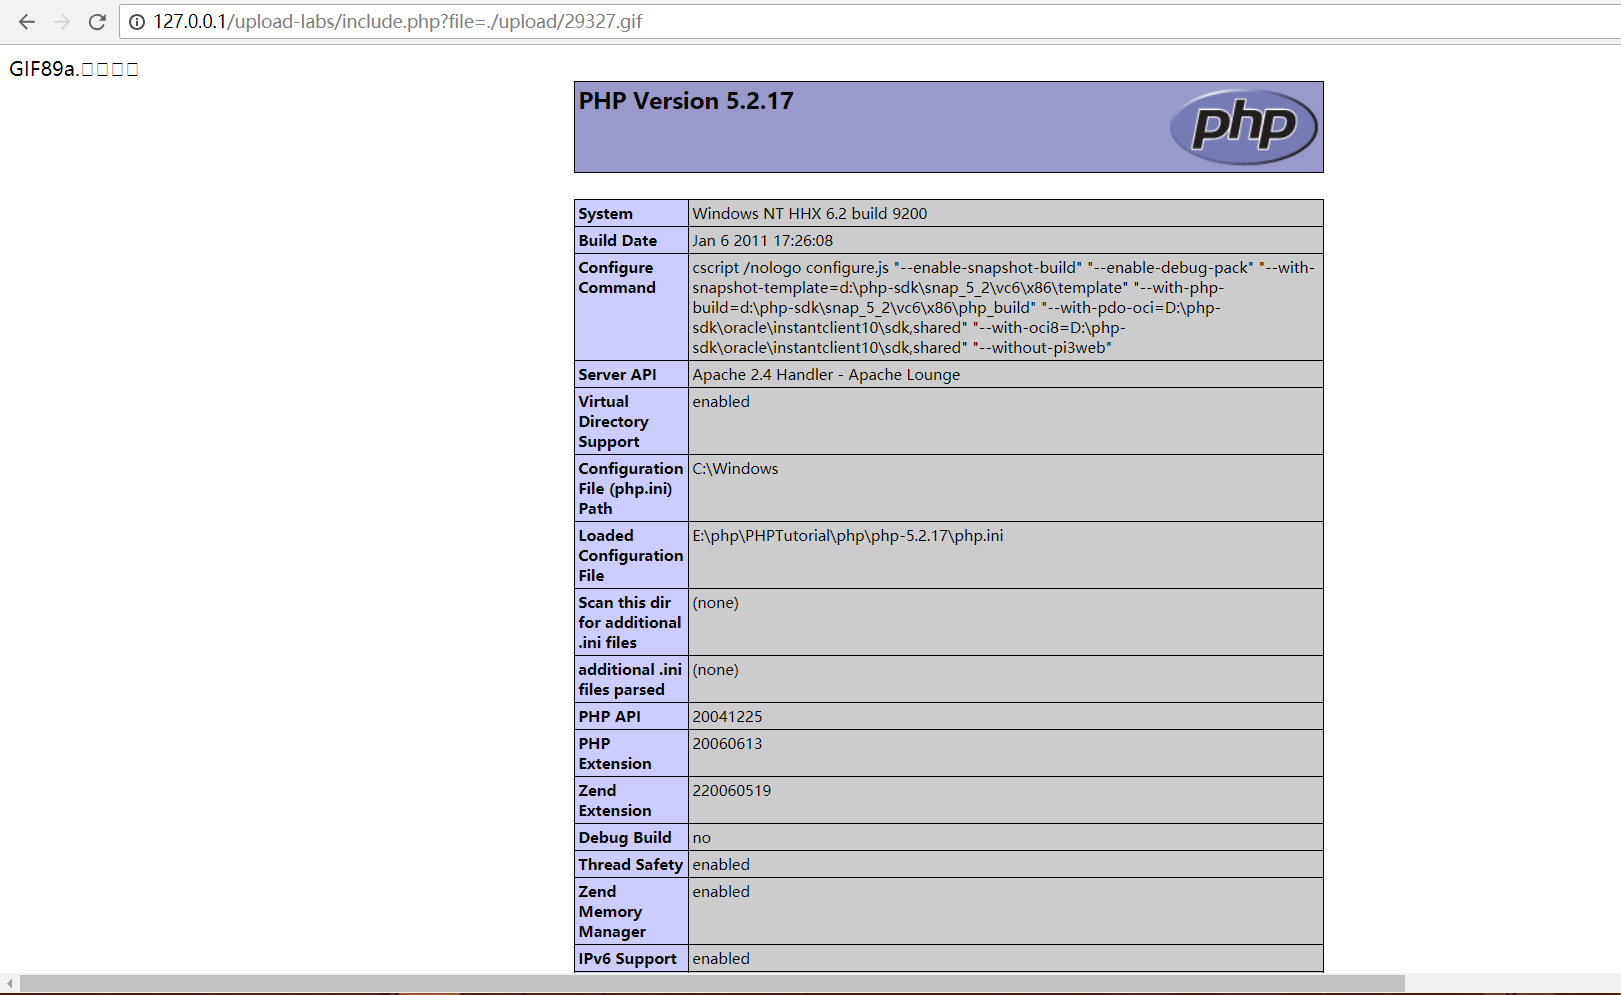 127.0.0.1/upload-labs/include.php?file=./upload/29327.gif
GIF89a.
PHP Version 5.2.17
php
System Windows NT HHX 6.2 build 9200
Build Date Jan 6 2011 17:26:08
Configure Command cscript /nologo configure.js "--enable-snapshot-build" "--enable-debug-pack" "--with-
snapshot-template=d:\php-sdk\snap_5_2\vc6\x86\template" "--with-php-
build=d:\php-sdk\snap_5_2\vc6\x86\php_build" "--with-pdo-oci=D:\php-
sdk\oracle\instantclient10\sdk,shared" "--with-oci8=D:\php-
sdk\oracle\instantclient10\sdk,shared" "--without-pi3web"
Server API Apache 2.4 Handler - Apache Lounge
Virtual
Directory
Support enabled
Configuration
File (php.ini)
Path C:\Windows
Loaded
Configuration
File E:\php\PHPTutorial\php\php-5.2.17\php.ini
Scan this dir
for additional
.ini files (none)
additional .ini
files parsed (none)
PHP API 20041225
PHP
Extension 20060613
Zend
Extension 220060519
Debug Build no
Thread Safety enabled
Zend
Memory
Manager enabled
IPv6 Support enabled